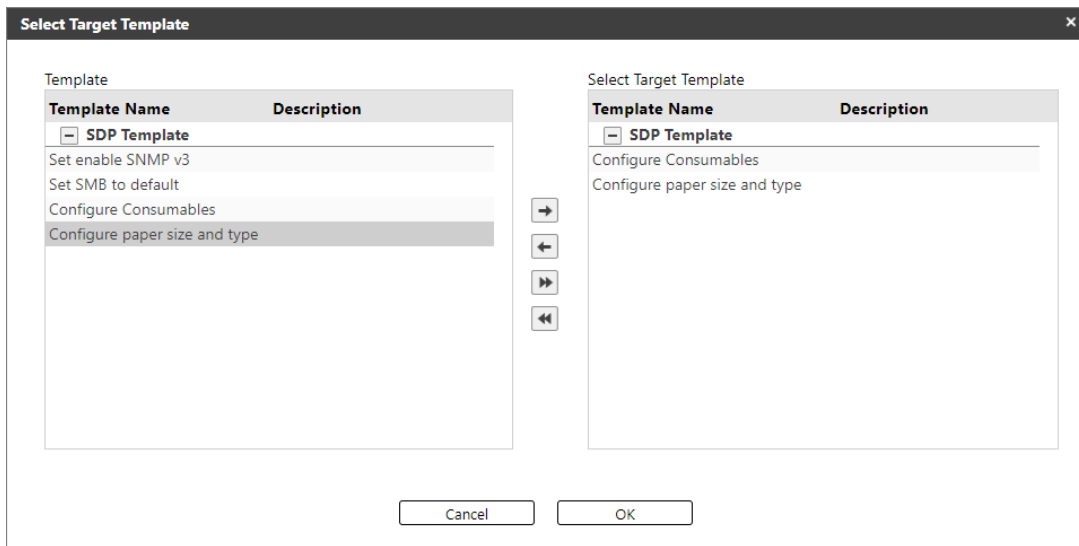 Select Target Template
Template
Template Name Description
SDP Template
Set enable SNMP v3
Set SMB to default
Configure Consumables
Configure paper size and type
Select Target Template
Template Name Description
SDP Template
Configure Consumables
Configure paper size and type
Cancel OK